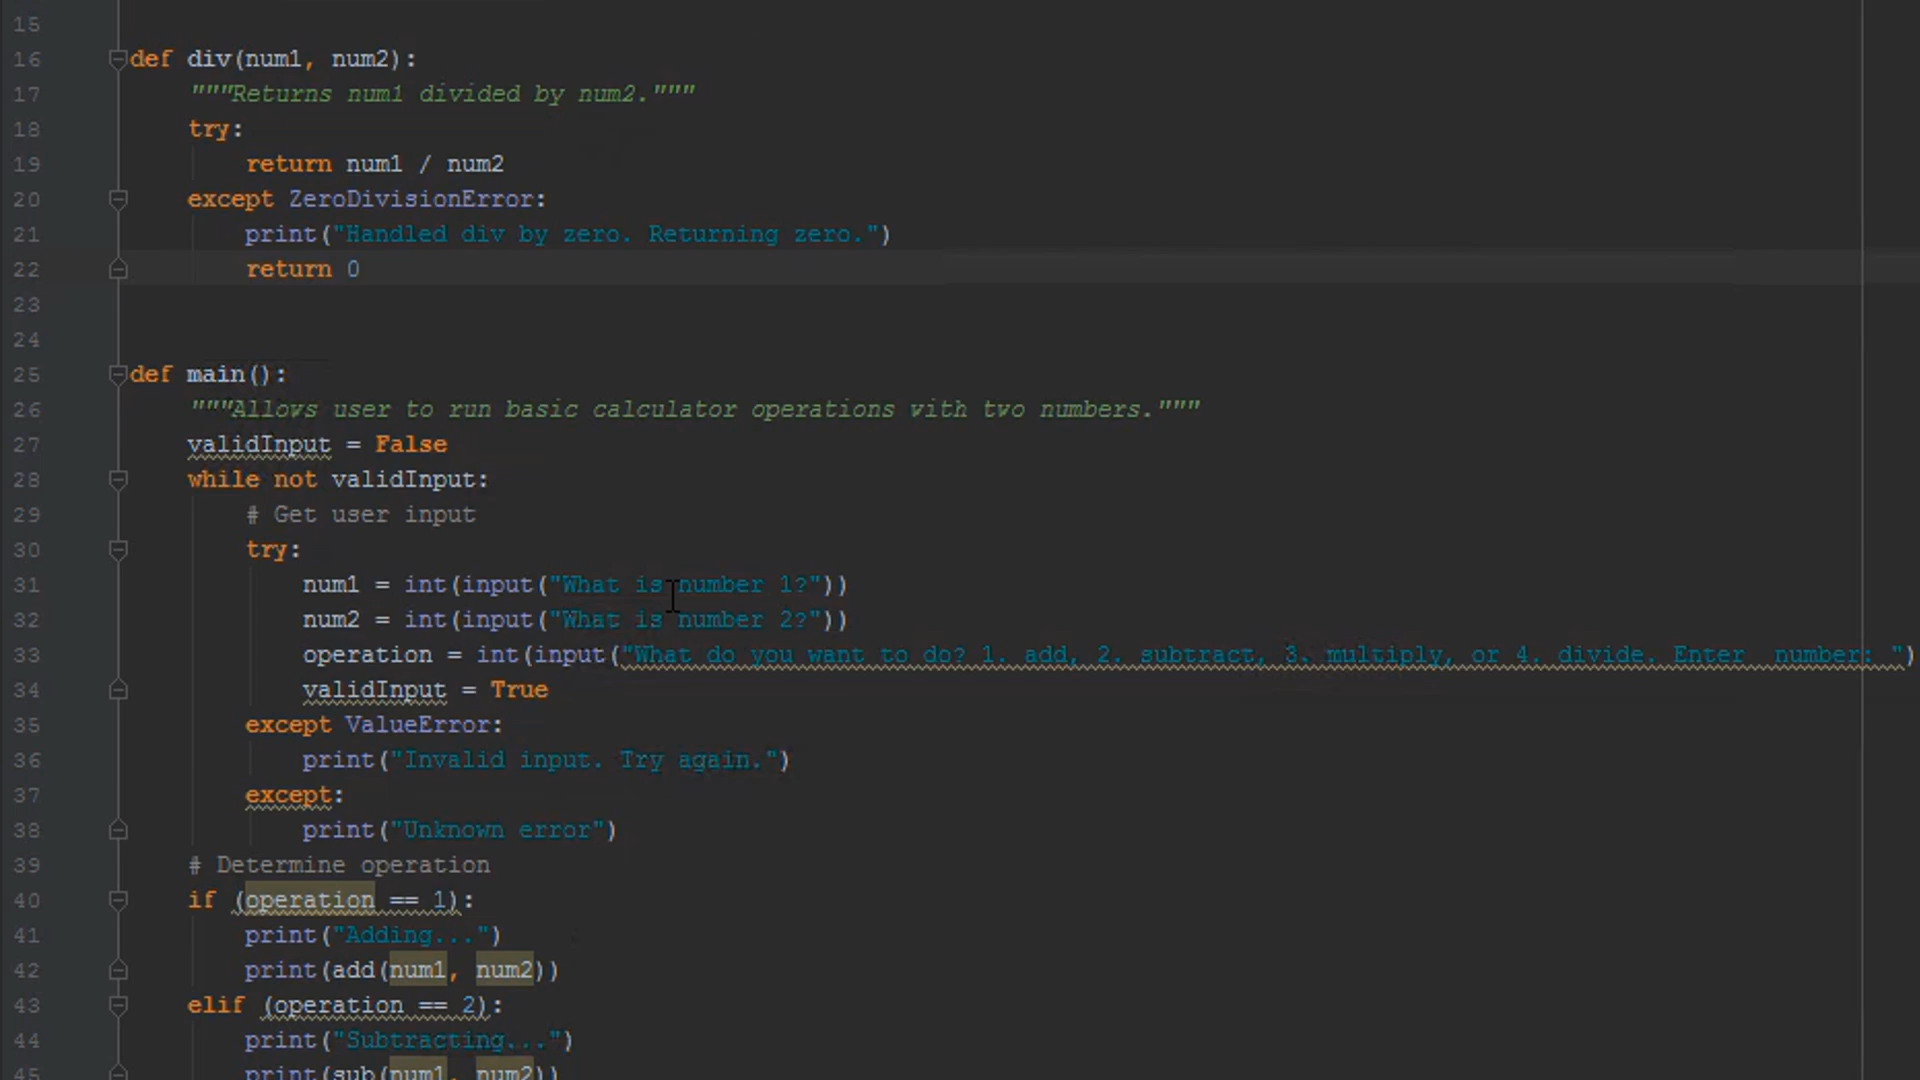 15
16 def div(num1, num2):
17 """Returns num1 divided by num2."""
18 try:
19 return num1 / num2
20 except ZeroDivisionError:
21 print("Handled div by zero. Returning zero.")
22 return 0
23
24
25 def main():
26 """Allows user to run basic calculator operations with two numbers."""
27 validInput = False
28 while not validInput:
29 # Get user input
30 try:
31 num1 = int(input("What is number 1?"))
32 num2 = int(input("What is number 2?"))
33 operation = int(input("What do you want to do? 1. add, 2. subtract, 3. multiply, or 4. divide. Enter  number: ")
34 validInput = True
35 except ValueError:
36 print("Invalid input. Try again.")
37 except:
38 print("Unknown error")
39 # Determine operation
40 if (operation == 1):
41 print("Adding...")
42 print(add(num1, num2))
43 elif (operation == 2):
44 print("Subtracting...")
45 print(sub(num1, num2))